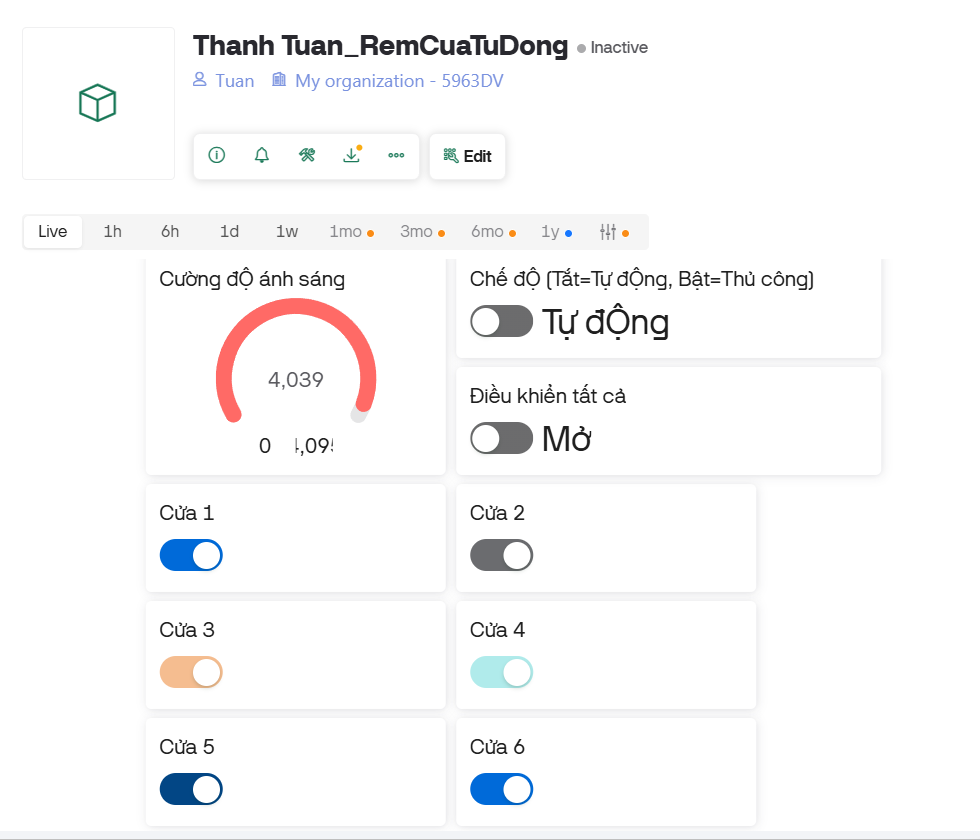 Thanh Tuan_RemCuaTuDong Inactive
Tuan My organization - 5963DV
Edit
Live 1h 6h 1d 1w 1mo 3mo 6mo 1y
Cường độ ánh sáng
4,039
0
Chế độ (Tắt=Tự động, Bật=Thủ công)
Tự động
Điều khiển tất cả
Mở
Cửa 1
Cửa 2
Cửa 3
Cửa 4
Cửa 5
Cửa 6